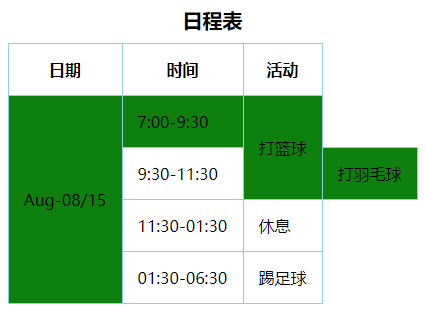 日程表
日期 时间 活动
Aug-08/15 7:00-9:30 打篮球
9:30-11:30 打羽毛球
11:30-01:30 休息
01:30-06:30 踢足球